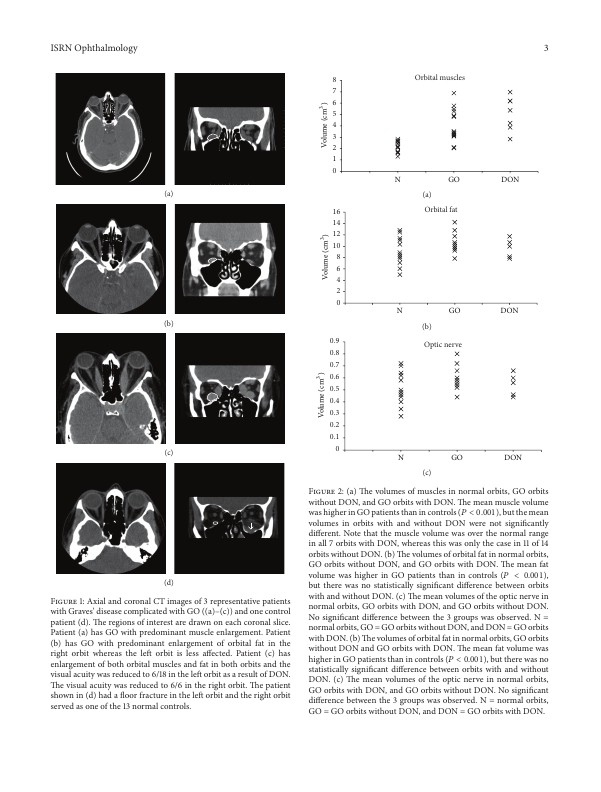 ISRN Ophthalmology
3
(a)
(b)
(c)
(d)
Figure 1: Axial and coronal CT images of 3 representative patients
with Graves' disease complicated with GO ((a)–(c)) and one control
patient (d). The regions of interest are drawn on each coronal slice.
Patient (a) has GO with predominant muscle enlargement. Patient
(b) has GO with predominant enlargement of orbital fat in the
right orbit whereas the left orbit is less affected. Patient (c) has
enlargement of both orbital muscles and fat in both orbits and the
visual acuity was reduced to 6/18 in the left orbit as a result of DON.
The visual acuity was reduced to 6/6 in the right orbit. The patient
shown in (d) had a floor fracture in the left orbit and the right orbit
served as one of the 13 normal controls.
Orbital muscles
Volume (cm³)
8
7
6
5
4
3
2
1
0
N GO DON
(a)
Orbital fat
Volume (cm³)
16
14
12
10
8
6
4
2
0
N GO DON
(b)
Optic nerve
Volume (cm³)
0.9
0.8
0.7
0.6
0.5
0.4
0.3
0.2
0.1
0
N GO DON
(c)
Figure 2: (a) The volumes of muscles in normal orbits, GO orbits
without DON, and GO orbits with DON. The mean muscle volume
was higher in GO patients than in controls (P < 0.001), but the mean
volumes in orbits with and without DON were not significantly
different. Note that the muscle volume was over the normal range
in all 7 orbits with DON, whereas this was only the case in 11 of 14
orbits without DON. (b) The volumes of orbital fat in normal orbits,
GO orbits without DON, and GO orbits with DON. The mean fat
volume was higher in GO patients than in controls (P < 0.001),
but there was no statistically significant difference between orbits
with and without DON. (c) The mean volumes of the optic nerve in
normal orbits, GO orbits with DON, and GO orbits without DON.
No significant difference between the 3 groups was observed. N =
normal orbits, GO = GO orbits without DON, and DON = GO orbits
with DON. (b) The volumes of orbital fat in normal orbits, GO orbits
without DON and GO orbits with DON. The mean fat volume was
higher in GO patients than in controls (P < 0.001), but there was no
statistically significant difference between orbits with and without
DON. (c) The mean volumes of the optic nerve in normal orbits,
GO orbits with DON, and GO orbits without DON. No significant
difference between the 3 groups was observed. N = normal orbits,
GO = GO orbits without DON, and DON = GO orbits with DON.